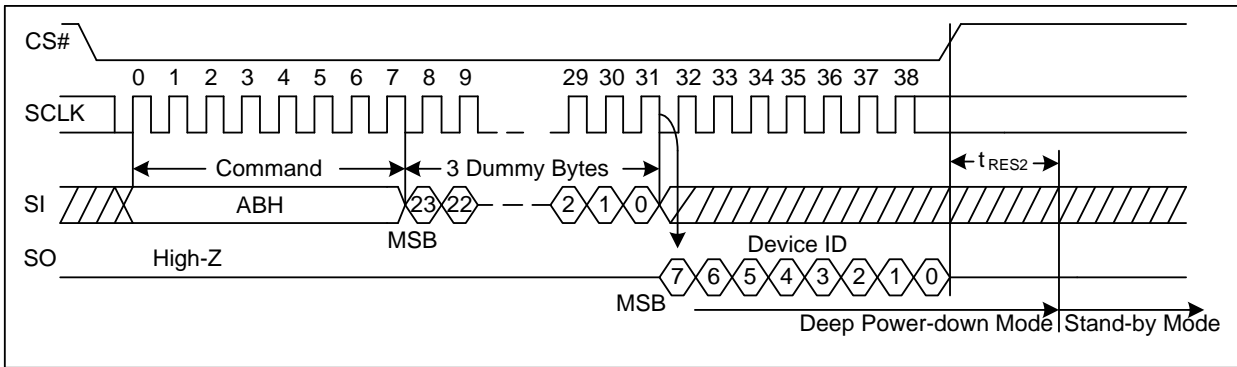 CS#
0 1 2 3 4 5 6 7 8 9 29 30 31 32 33 34 35 36 37 38
SCLK
Command 3 Dummy Bytes tRES2
SI ABH 23 22 2 1 0
MSB
SO High-Z Device ID
7 6 5 4 3 2 1 0
MSB
Deep Power-down Mode Stand-by Mode